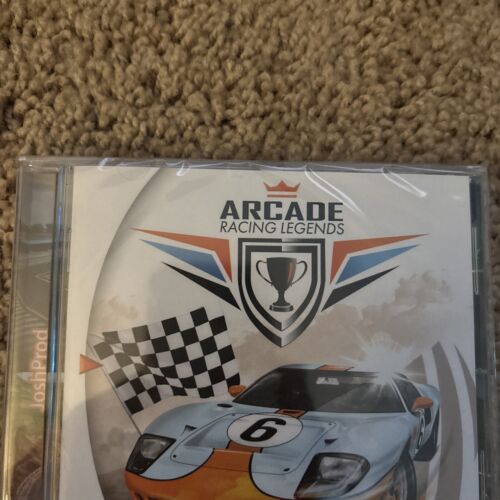 ARCADE
RACING LEGENDS
JoshProd
6